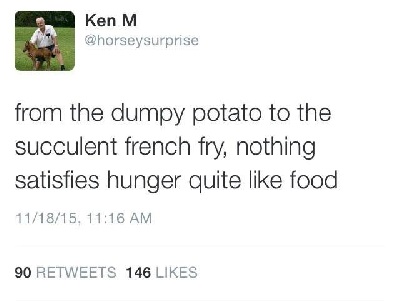 Ken M
@horseysurprise
from the dumpy potato to the
succulent french fry, nothing
satisfies hunger quite like food
11/18/15, 11:16 AM
90 RETWEETS 146 LIKES